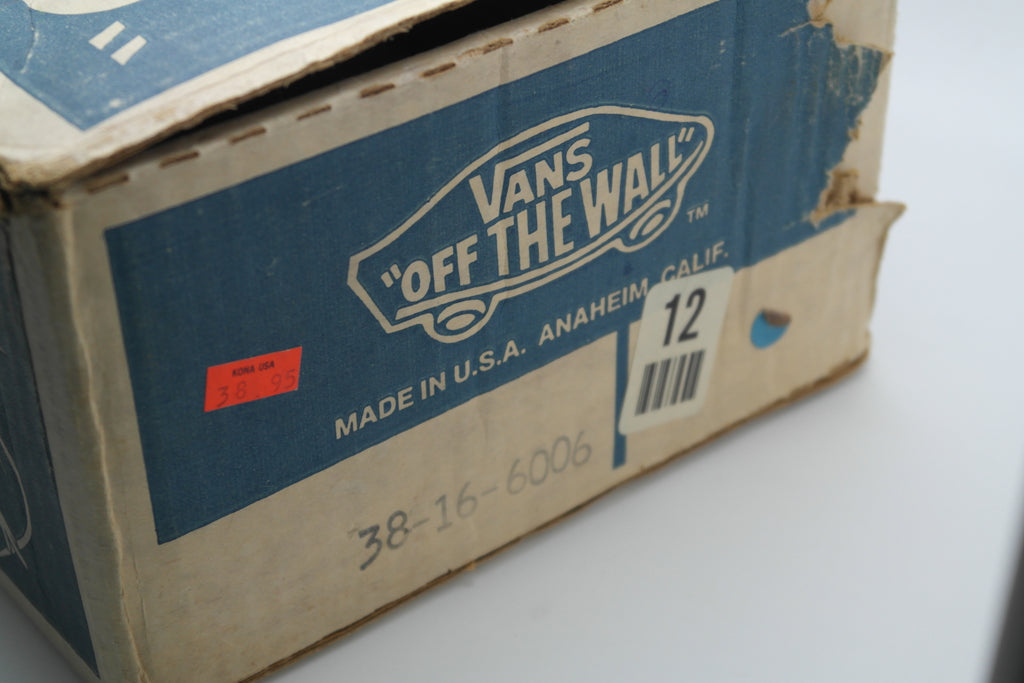 "
VANS
"OFF THE WALL"
TM
MADE IN U.S.A. ANAHEIM, CALIF.
KONA USA
38.95
12
38-16-6006